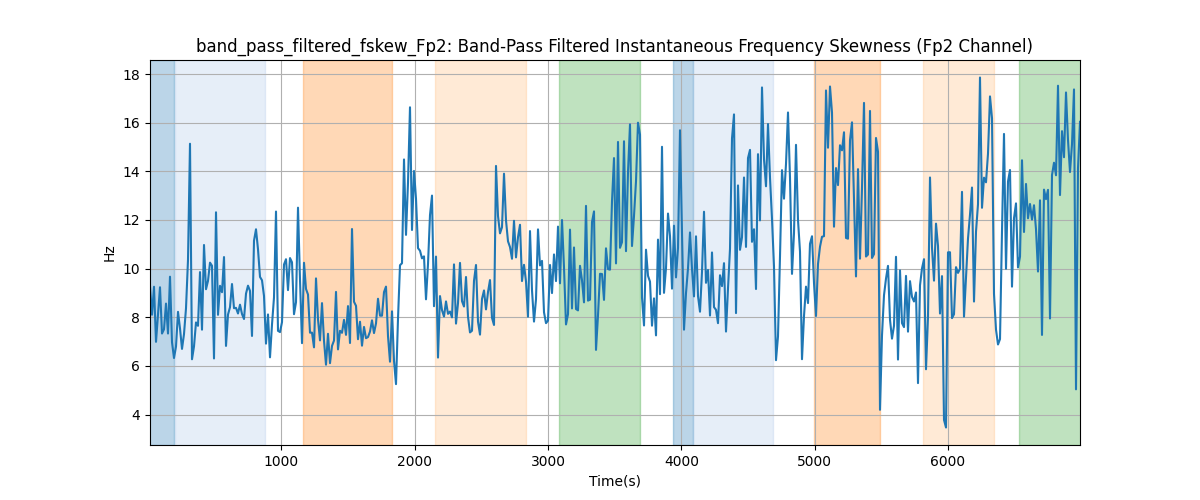 band_pass_filtered_fskew_Fp2: Band-Pass Filtered Instantaneous Frequency Skewness (Fp2 Channel)
18
16
14
12
10
8
6
4
Hz
1000 2000 3000 4000 5000 6000
Time(s)